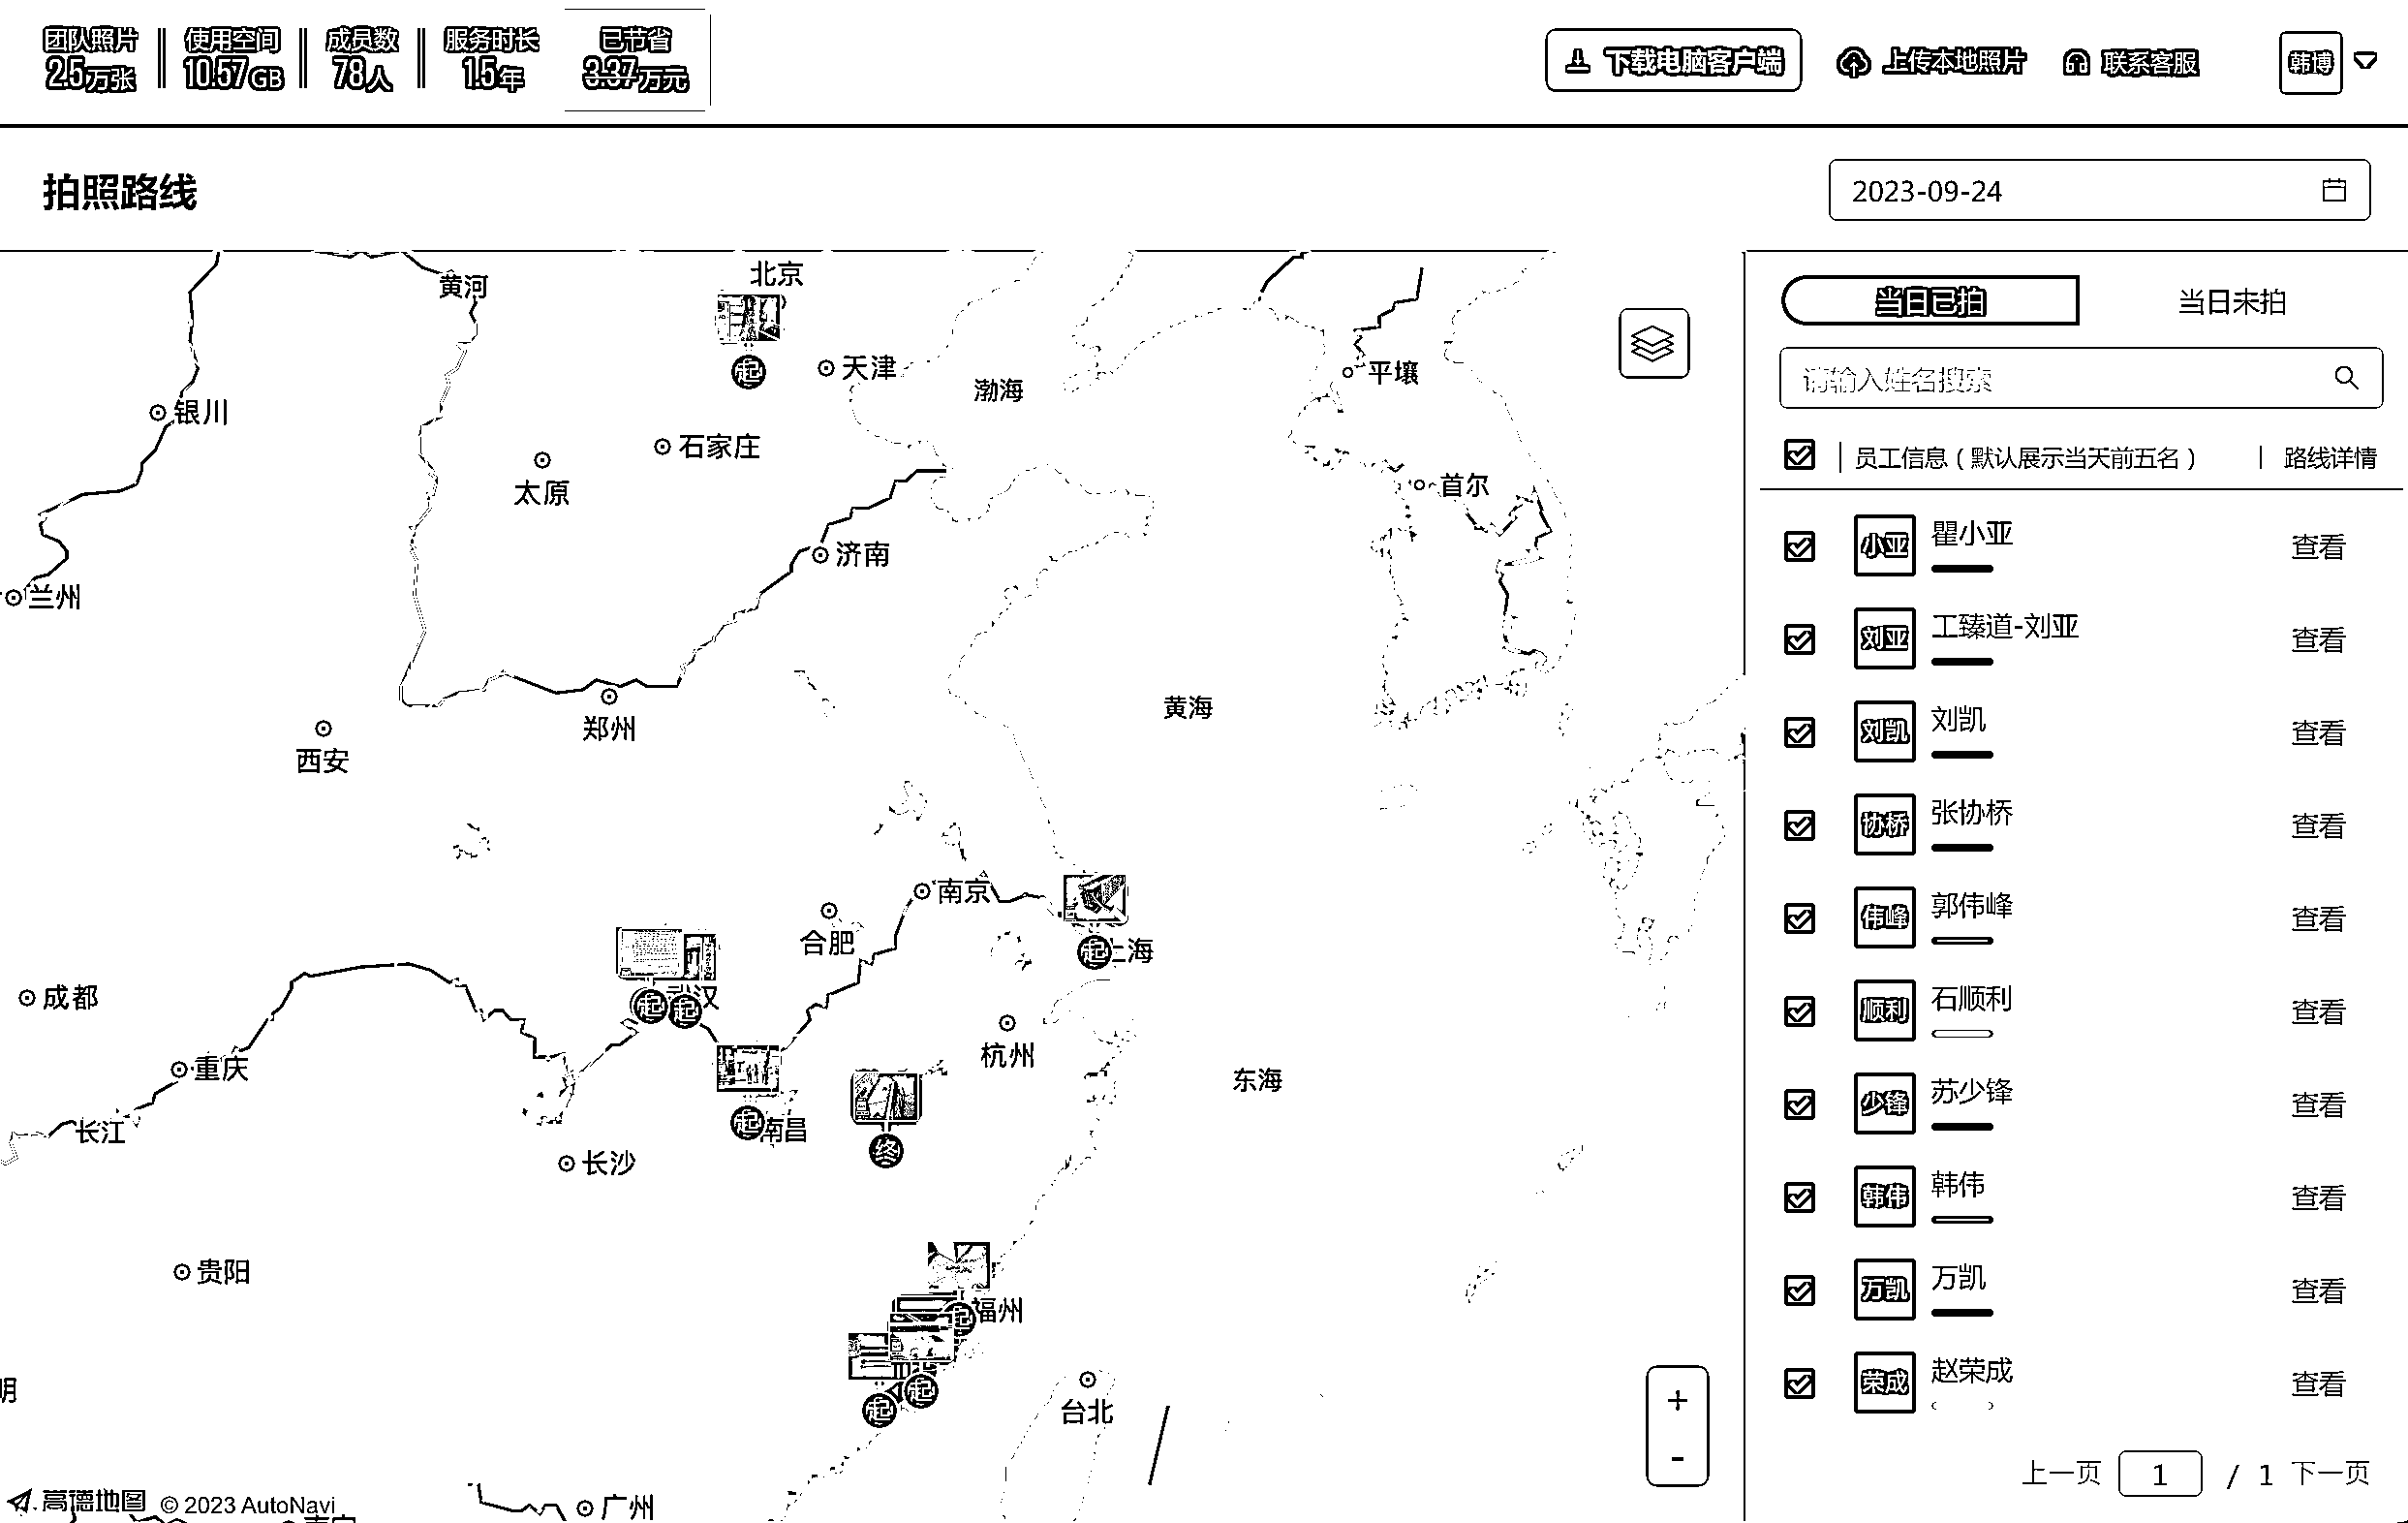 团队照片
2.5万张
使用空间
10.57GB
成员数
78人
服务时长
1.5年
已节省
3.37万元
下载电脑客户端
上传本地照片
联系客服
韩博
拍照路线
2023-09-24
北京
黄河
天津
渤海
平壤
银川
石家庄
太原
首尔
济南
兰州
黄海
郑州
西安
南京
合肥
上海
武汉
成都
杭州
重庆
东海
长江
南昌
长沙
贵阳
福州
台北
明
广州
南宁
起
起
起
起
起
终
起
起
起
高德地图 © 2023 AutoNavi
+
-
当日已拍
当日未拍
请输入姓名搜索
员工信息（默认展示当天前五名）
路线详情
小亚 瞿小亚 查看
刘亚 工臻道-刘亚 查看
刘凯 刘凯 查看
协桥 张协桥 查看
伟峰 郭伟峰 查看
顺利 石顺利 查看
少锋 苏少锋 查看
韩伟 韩伟 查看
万凯 万凯 查看
荣成 赵荣成 查看
上一页 1 / 1 下一页